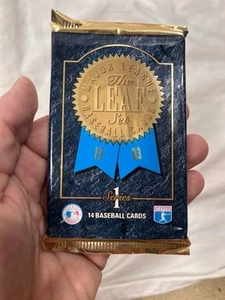 MAJOR LEAGUE
The
LEAF
Set
BASEBALL CARDS
19 93
Series
1
14 BASEBALL CARDS